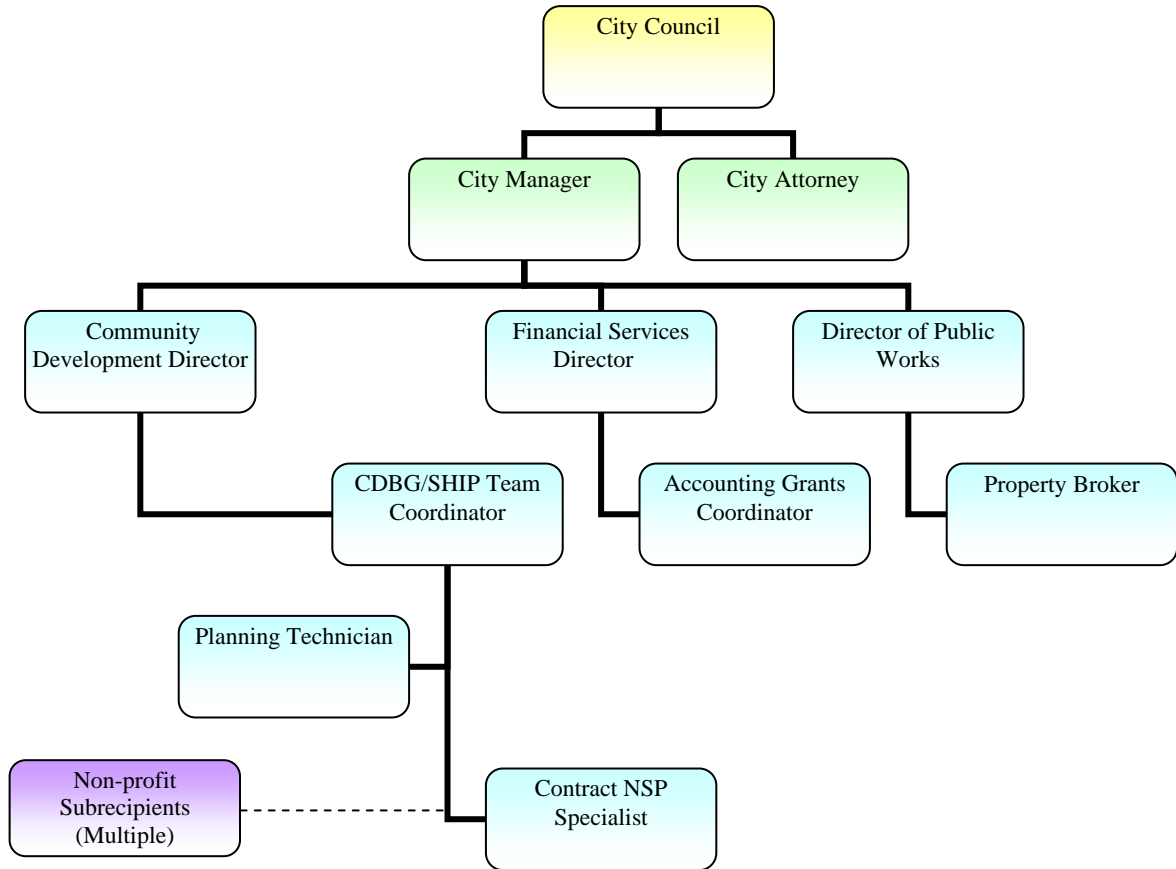 City Council
City Manager
City Attorney
Community
Development Director
Financial Services
Director
Director of Public
Works
CDBG/SHIP Team
Coordinator
Accounting Grants
Coordinator
Property Broker
Planning Technician
Non-profit
Subrecipients
(Multiple)
Contract NSP
Specialist